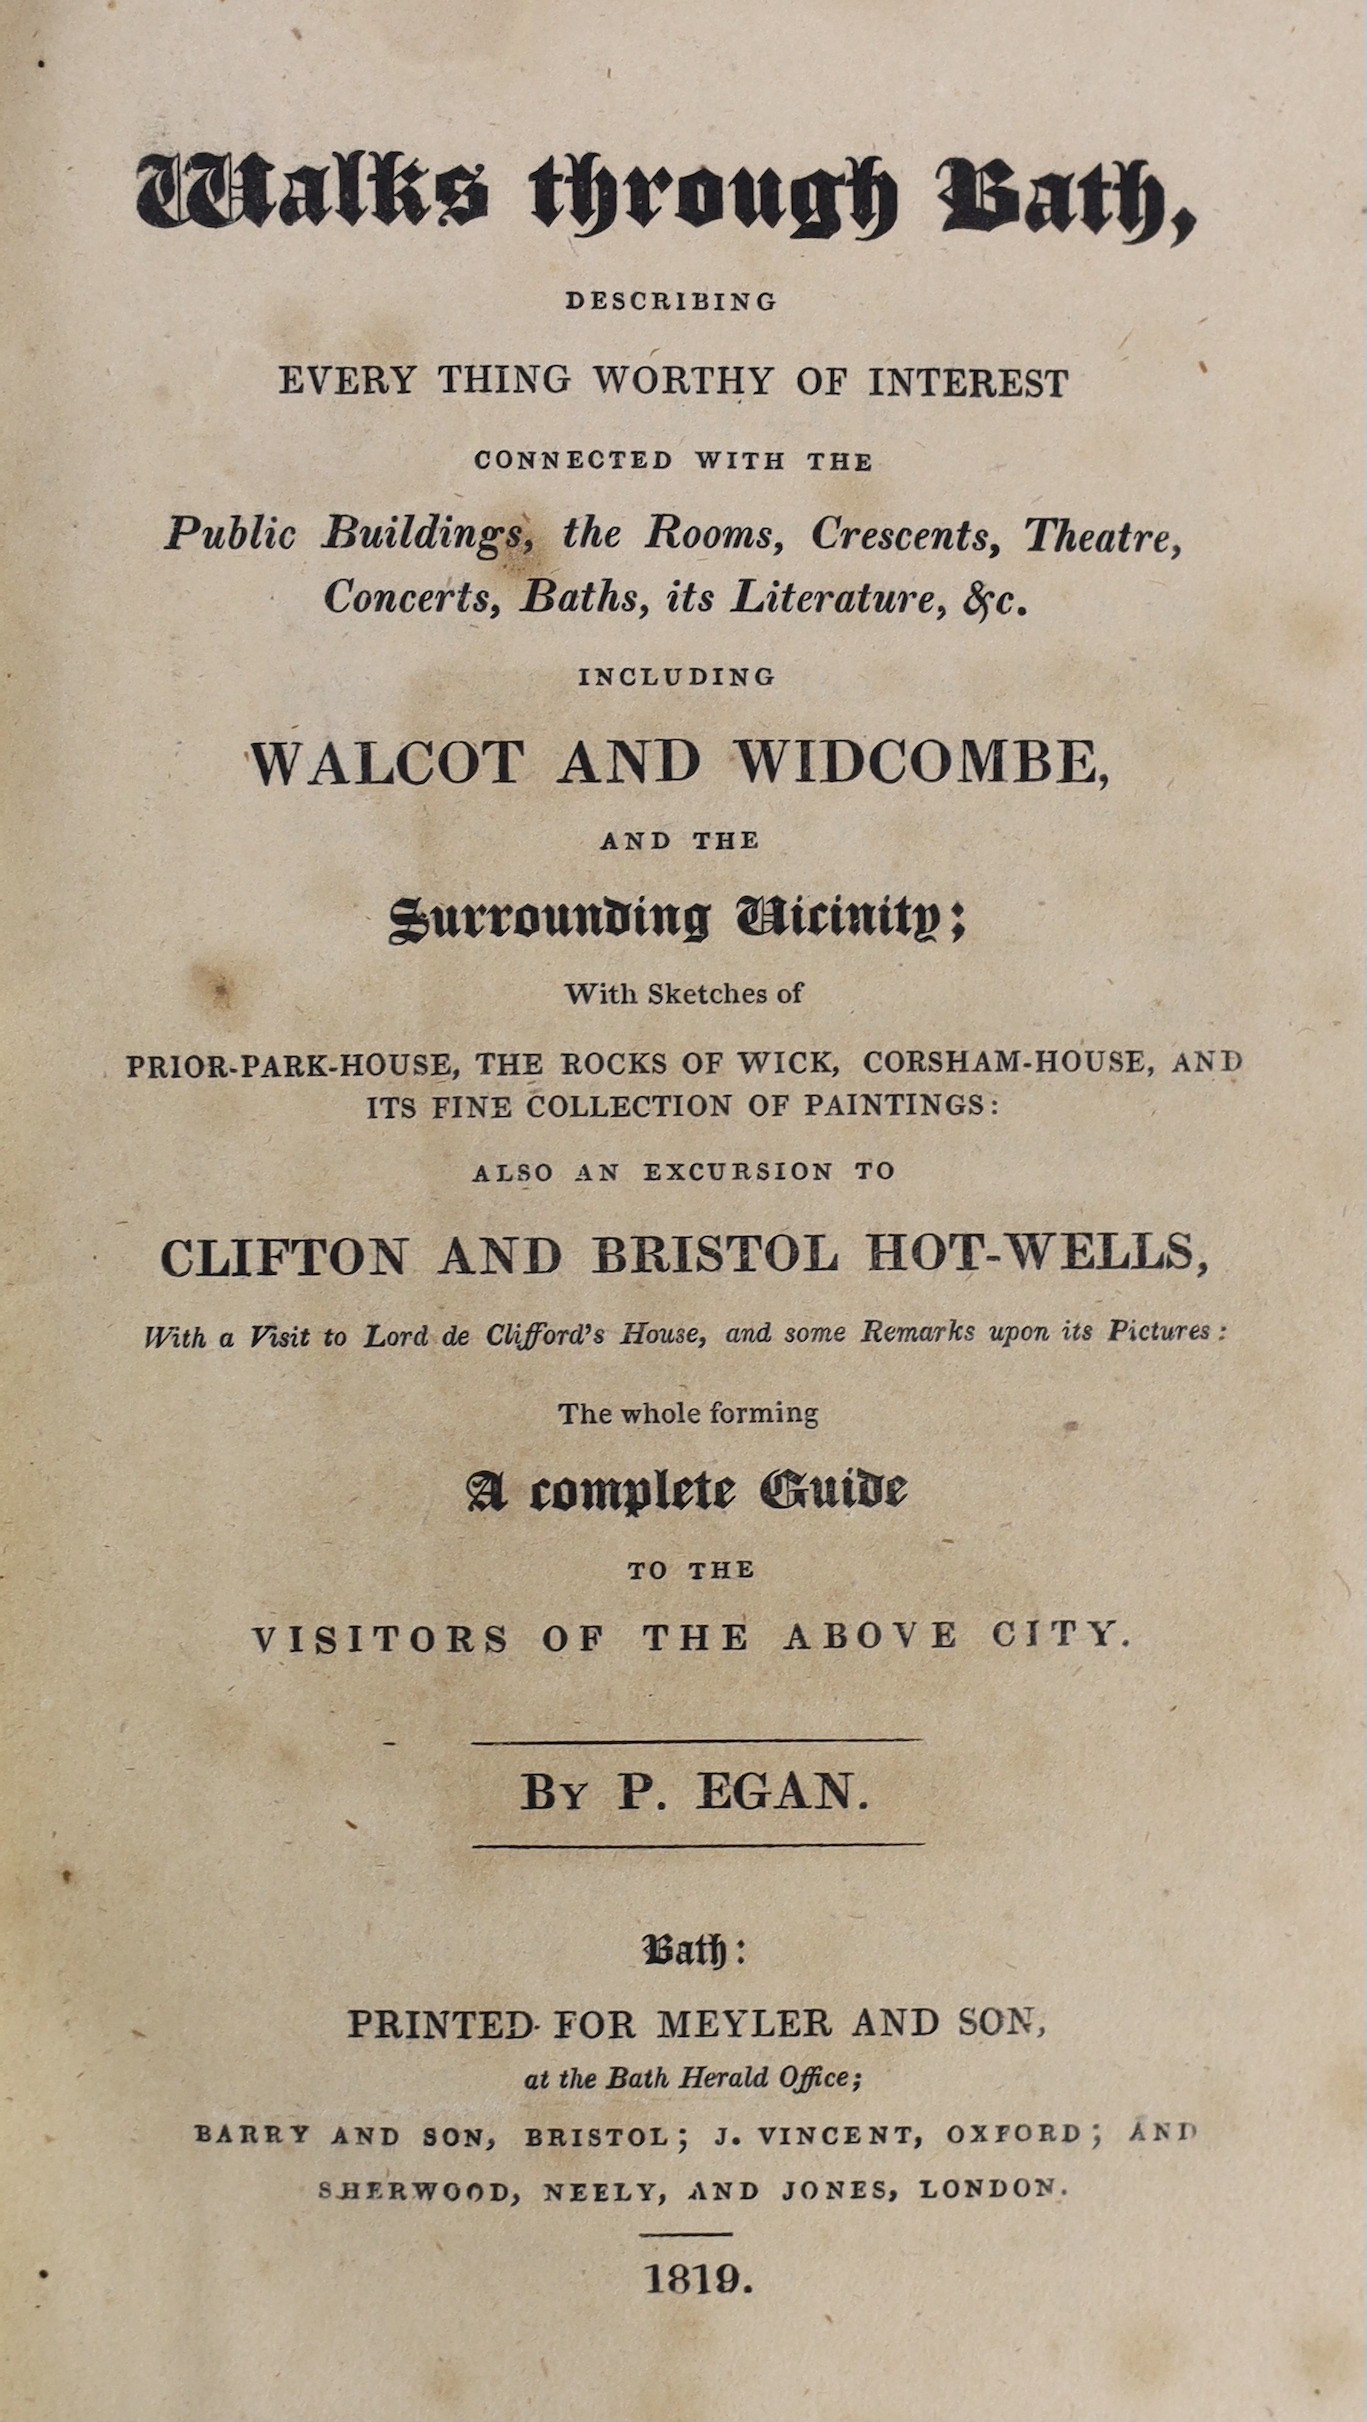 Walks through Bath,
DESCRIBING
EVERY THING WORTHY OF INTEREST
CONNECTED WITH THE
Public Buildings, the Rooms, Crescents, Theatre,
Concerts, Baths, its Literature, &c.
INCLUDING
WALCOT AND WIDCOMBE,
AND THE
Surrounding Vicinity;
With Sketches of
PRIOR-PARK-HOUSE, THE ROCKS OF WICK, CORSHAM-HOUSE, AND
ITS FINE COLLECTION OF PAINTINGS:
ALSO AN EXCURSION TO
CLIFTON AND BRISTOL HOT-WELLS,
With a Visit to Lord de Clifford's House, and some Remarks upon its Pictures:
The whole forming
A complete Guide
TO THE
VISITORS OF THE ABOVE CITY.
BY P. EGAN.
Bath:
PRINTED FOR MEYLER AND SON,
at the Bath Herald Office;
BARRY AND SON, BRISTOL; J. VINCENT, OXFORD; AND
SHERWOOD, NEELY, AND JONES, LONDON.
1819.